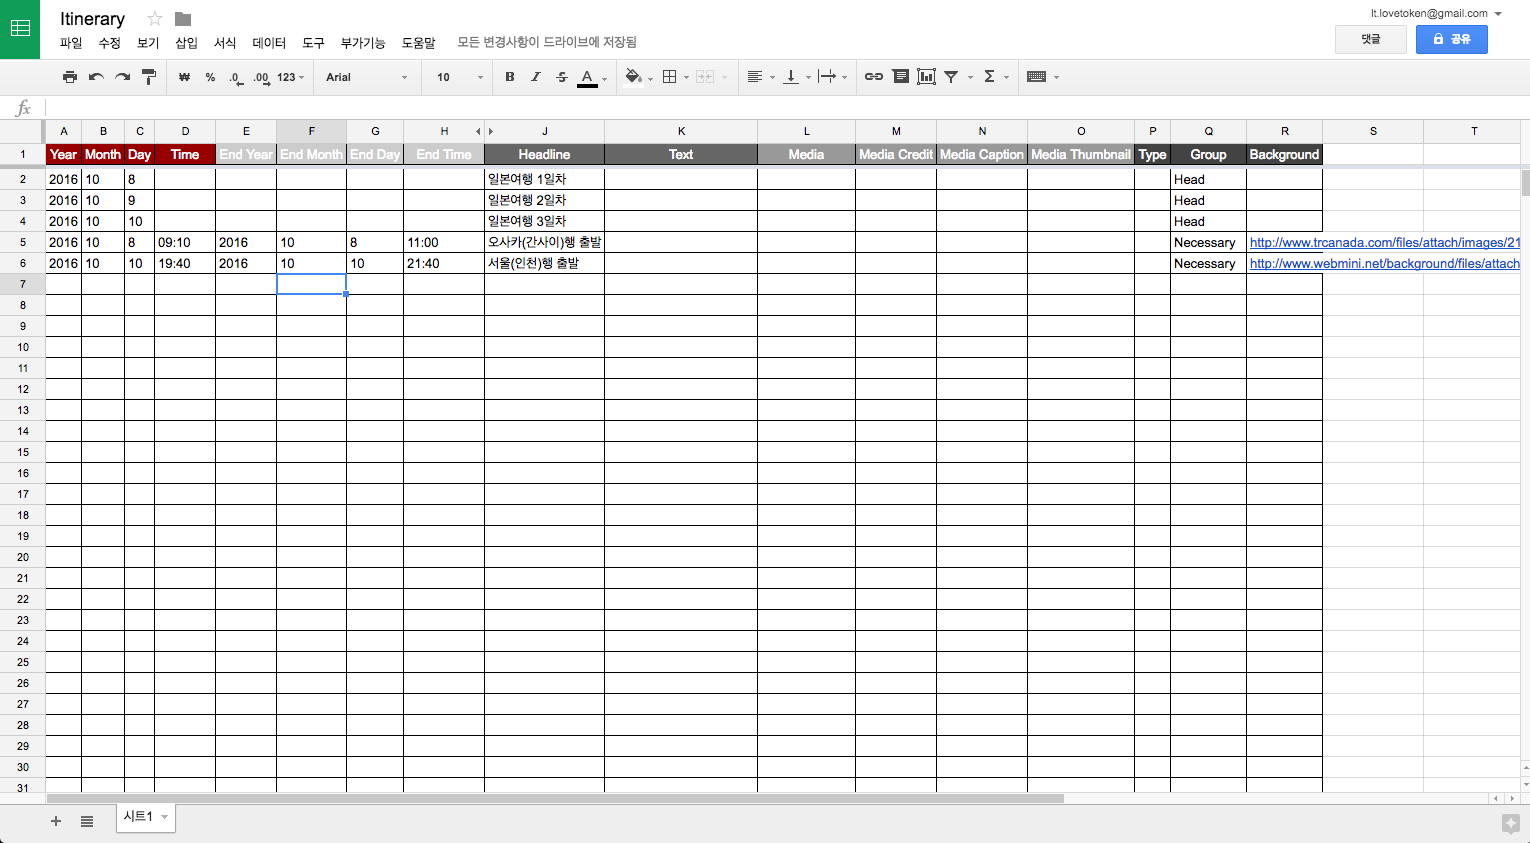 Itinerary
lt.lovetoken@gmail.com
파일 수정 보기 삽입 서식 데이터 도구 부가기능 도움말 모든 변경사항이 드라이브에 저장됨
댓글 공유
₩ % .0 .00 123 Arial 10 B I S A Σ
fx
A B C D E F G H J K L M N O P Q R S T
1 Year Month Day Time End Year End Month End Day End Time Headline Text Media Media Credit Media Caption Media Thumbnail Type Group Background
2 2016 10 8 일본여행 1일차 Head
3 2016 10 9 일본여행 2일차 Head
4 2016 10 10 일본여행 3일차 Head
5 2016 10 8 09:10 2016 10 8 11:00 오사카(간사이)행 출발 Necessary http://www.trcanada.com/files/attach/images/21
6 2016 10 10 19:40 2016 10 10 21:40 서울(인천)행 출발 Necessary http://www.webmini.net/background/files/attach
7
8
9
10
11
12
13
14
15
16
17
18
19
20
21
22
23
24
25
26
27
28
29
30
31
시트1